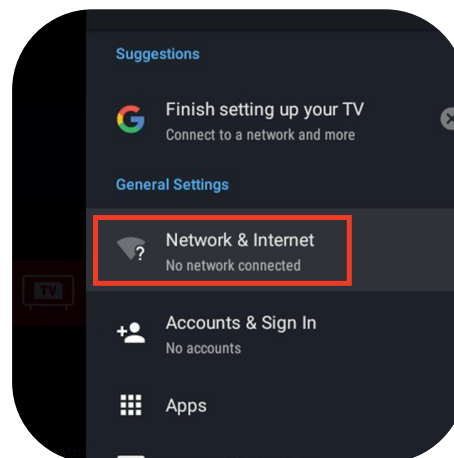 Suggestions
Finish setting up your TV
Connect to a network and more
General Settings
Network & Internet
No network connected
TV
Accounts & Sign In
No accounts
Apps